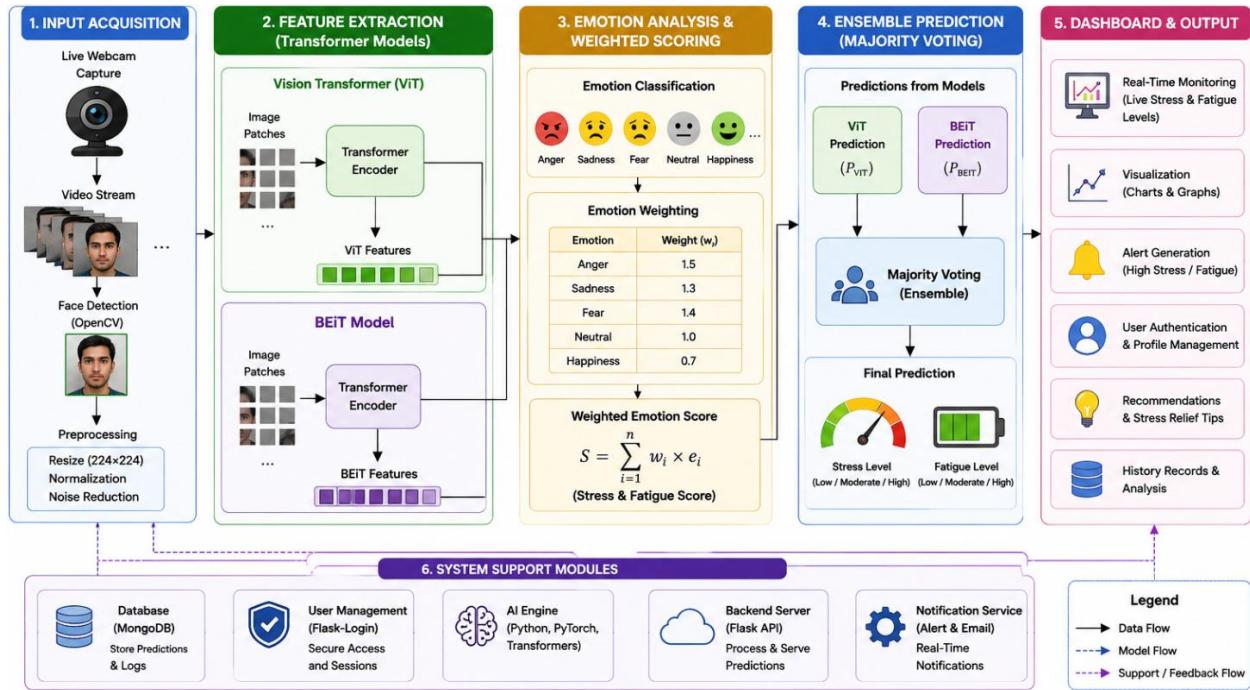 1. INPUT ACQUISITION
Live Webcam
Capture
Video Stream
...
Face Detection
(OpenCV)
Preprocessing
Resize (224×224)
Normalization
Noise Reduction
2. FEATURE EXTRACTION
(Transformer Models)
Vision Transformer (ViT)
Image
Patches
...
Transformer
Encoder
ViT Features
BEiT Model
Image
Patches
...
Transformer
Encoder
BEiT Features
3. EMOTION ANALYSIS &
WEIGHTED SCORING
Emotion Classification
...
Anger Sadness Fear Neutral Happiness
Emotion Weighting
Emotion Weight (wᵢ)
Anger 1.5
Sadness 1.3
Fear 1.4
Neutral 1.0
Happiness 0.7
Weighted Emotion Score
S = ∑ⁿᵢ₌₁ wᵢ × eᵢ
(Stress & Fatigue Score)
4. ENSEMBLE PREDICTION
(MAJORITY VOTING)
Predictions from Models
ViT
Prediction
(P_ViT)
BEiT
Prediction
(P_BEiT)
Majority Voting
(Ensemble)
Final Prediction
Stress Level
(Low / Moderate / High)
Fatigue Level
(Low / Moderate / High)
5. DASHBOARD & OUTPUT
Real-Time Monitoring
(Live Stress & Fatigue
Levels)
Visualization
(Charts & Graphs)
Alert Generation
(High Stress / Fatigue)
User Authentication
& Profile Management
Recommendations
& Stress Relief Tips
History Records &
Analysis
6. SYSTEM SUPPORT MODULES
Database
(MongoDB)
Store Predictions
& Logs
User Management
(Flask-Login)
Secure Access
and Sessions
AI Engine
(Python, PyTorch,
Transformers)
Backend Server
(Flask API)
Process & Serve
Predictions
Notification Service
(Alert & Email)
Real-Time
Notifications
Legend
Data Flow
Model Flow
Support / Feedback Flow